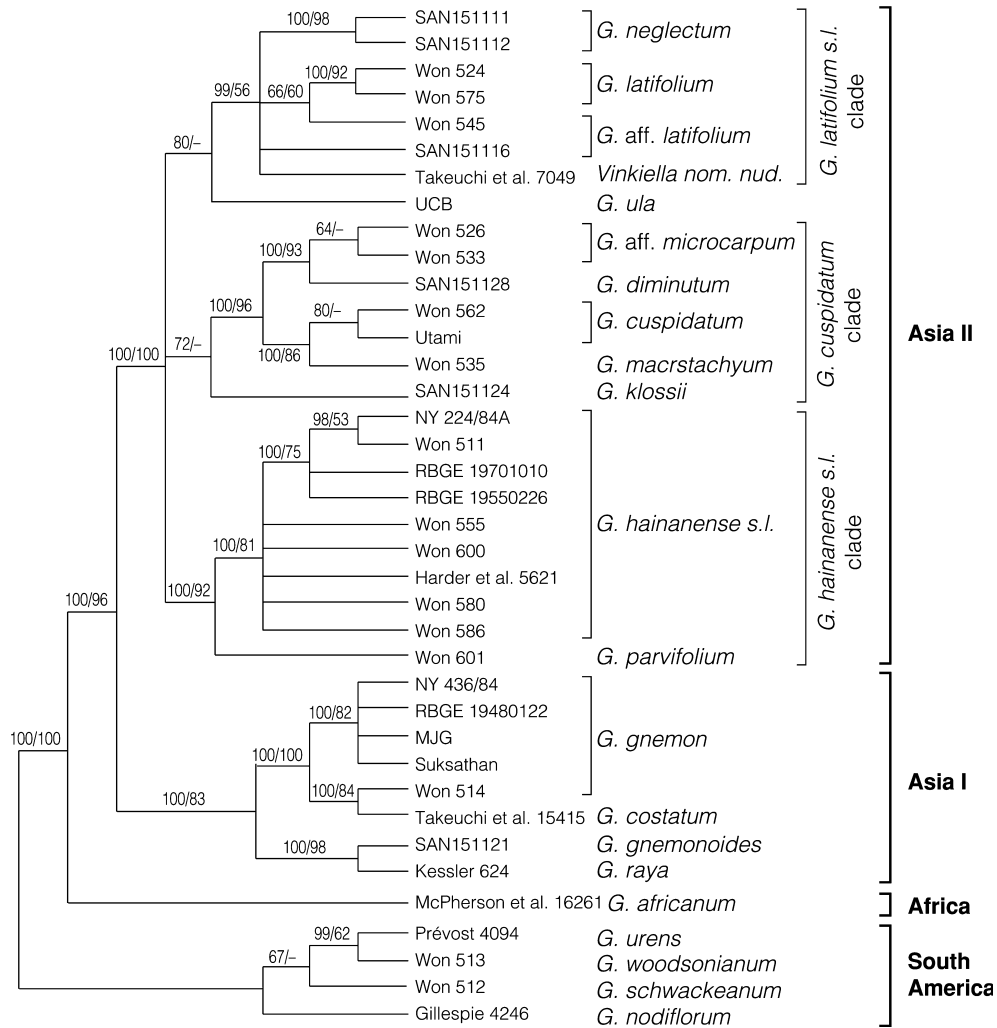 100/98
SAN151111
SAN151112
G. neglectum
99/56
66/60
100/92
Won 524
Won 575
G. latifolium
Won 545
SAN151116
G. aff. latifolium
Takeuchi et al. 7049 Vinkiella nom. nud.
80/–
UCB G. ula
G. latifolium s.l. clade
64/–
Won 526
Won 533
G. aff. microcarpum
100/93
SAN151128 G. diminutum
100/96
80/–
Won 562
Utami
G. cuspidatum
100/86
Won 535 G. macrstachyum
72/–
SAN151124 G. klossii
G. cuspidatum clade
100/100
Asia II
98/53
NY 224/84A
Won 511
100/75
RBGE 19701010
RBGE 19550226
Won 555
G. hainanense s.l.
100/81
Won 600
Harder et al. 5621
Won 580
Won 586
100/92
Won 601 G. parvifolium
G. hainanense s.l. clade
100/96
NY 436/84
RBGE 19480122
100/82
MJG
Suksathan
G. gnemon
100/100
Won 514
100/84
Takeuchi et al. 15415 G. costatum
100/83
100/98
SAN151121 G. gnemonoides
Kessler 624 G. raya
Asia I
100/100
McPherson et al. 16261 G. africanum
Africa
99/62
Prévost 4094 G. urens
Won 513 G. woodsonianum
67/–
Won 512 G. schwackeanum
Gillespie 4246 G. nodiflorum
South
America